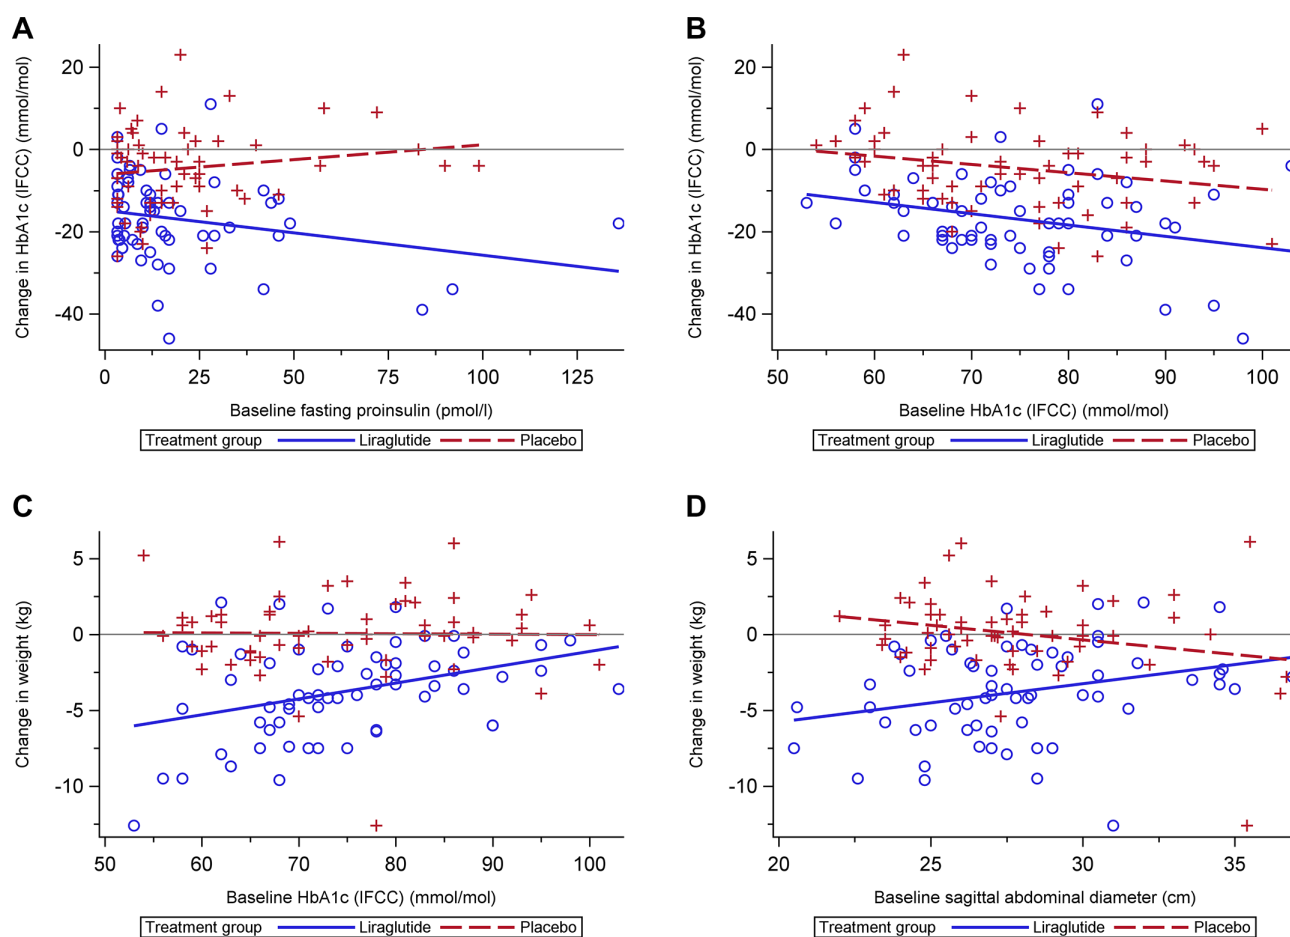 A
Change in HbA1c (IFCC) (mmol/mol)
20
0
-20
-40
0 25 50 75 100 125
Baseline fasting proinsulin (pmol/l)
Treatment group Liraglutide Placebo
B
Change in HbA1c (IFCC) (mmol/mol)
20
0
-20
-40
50 60 70 80 90 100
Baseline HbA1c (IFCC) (mmol/mol)
Treatment group Liraglutide Placebo
C
Change in weight (kg)
5
0
-5
-10
50 60 70 80 90 100
Baseline HbA1c (IFCC) (mmol/mol)
Treatment group Liraglutide Placebo
D
Change in weight (kg)
5
0
-5
-10
20 25 30 35
Baseline sagittal abdominal diameter (cm)
Treatment group Liraglutide Placebo